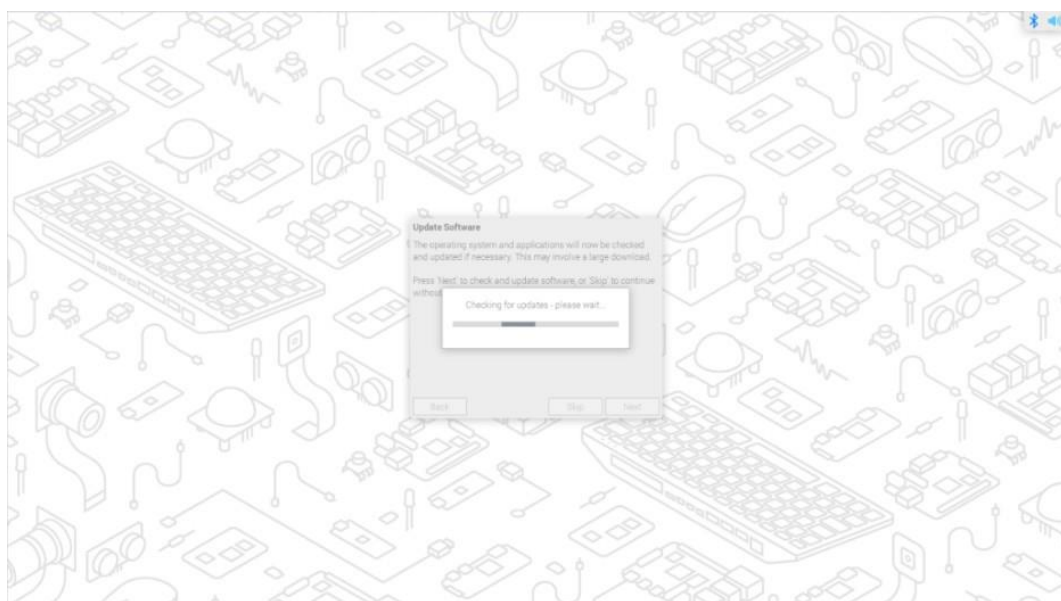 Update Software
The operating system and applications will now be checked
and updated if necessary. This may involve a large download.
Press 'Next' to check and update software, or 'Skip' to continue
without
Checking for updates - please wait...
Back
Skip
Next